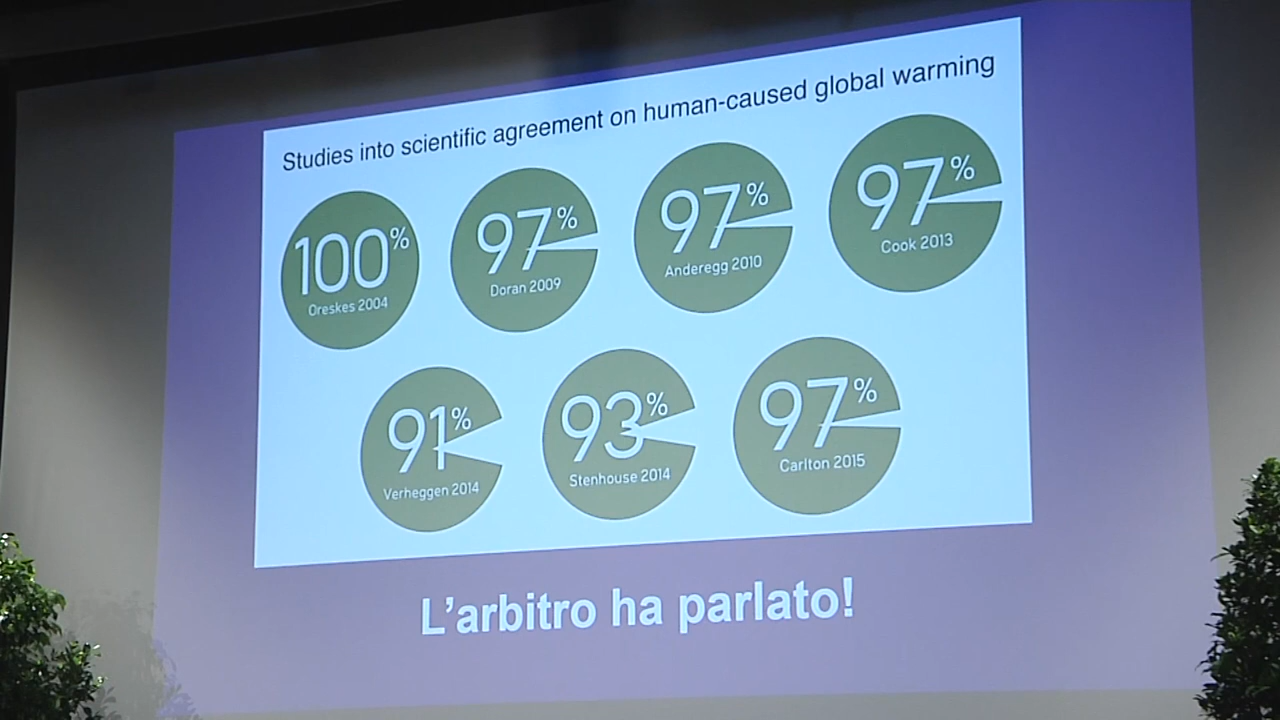 Studies into scientific agreement on human-caused global warming
100%
Oreskes 2004
97%
Doran 2009
97%
Anderegg 2010
97%
Cook 2013
91%
Verheggen 2014
93%
Stenhouse 2014
97%
Carlton 2015
L'arbitro ha parlato!